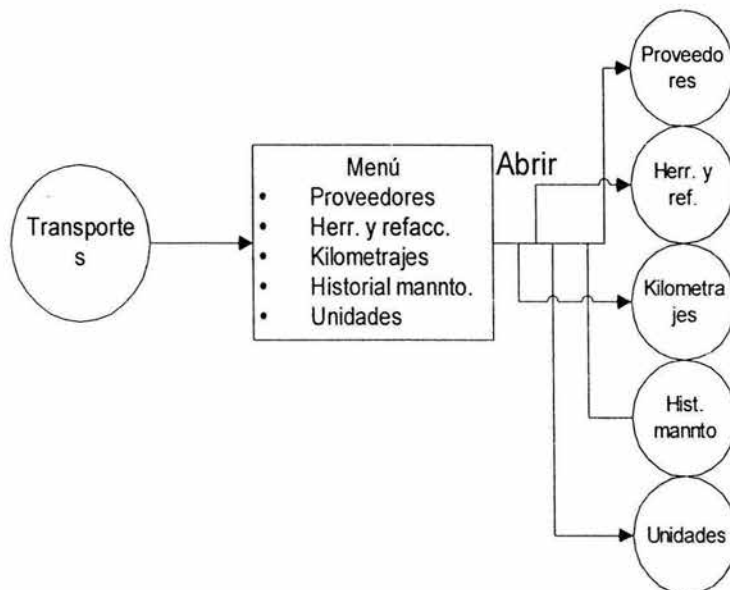 Transporte
s
Menú
• Proveedores
• Herr. y refacc.
• Kilometrajes
• Historial mannto.
• Unidades
Abrir
Proveedo
res
Herr. y
ref.
Kilometra
jes
Hist.
mannto
Unidades